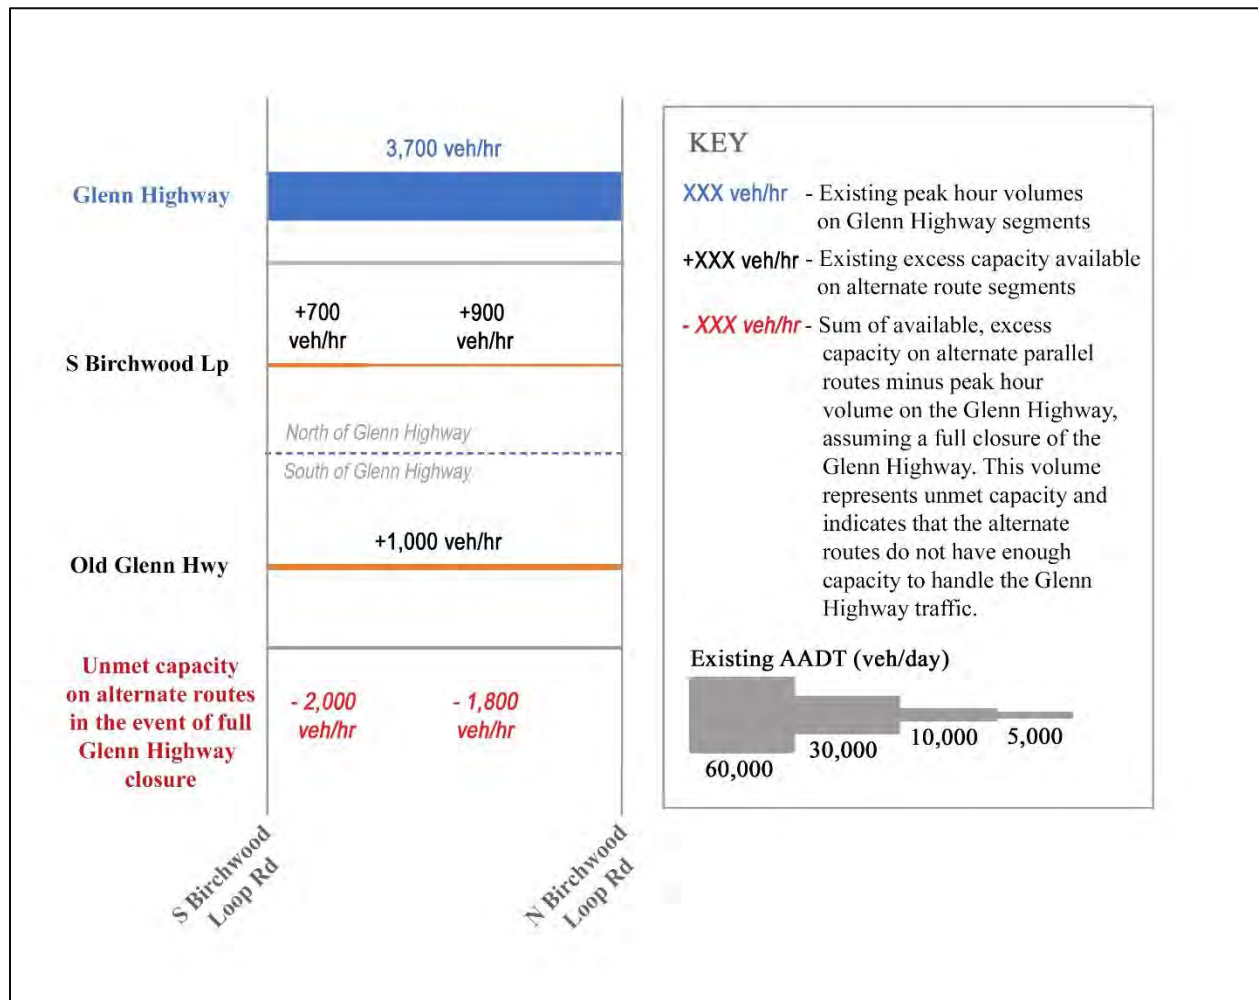 3,700 veh/hr
Glenn Highway
+700
veh/hr
+900
veh/hr
S Birchwood Lp
North of Glenn Highway
South of Glenn Highway
+1,000 veh/hr
Old Glenn Hwy
Unmet capacity
on alternate routes
in the event of full
Glenn Highway
closure
- 2,000
veh/hr
- 1,800
veh/hr
S Birchwood
Loop Rd
N Birchwood
Loop Rd
KEY
XXX veh/hr - Existing peak hour volumes
on Glenn Highway segments
+XXX veh/hr - Existing excess capacity available
on alternate route segments
- XXX veh/hr - Sum of available, excess
capacity on alternate parallel
routes minus peak hour
volume on the Glenn Highway,
assuming a full closure of the
Glenn Highway. This volume
represents unmet capacity and
indicates that the alternate
routes do not have enough
capacity to handle the Glenn
Highway traffic.
Existing AADT (veh/day)
60,000
30,000
10,000
5,000